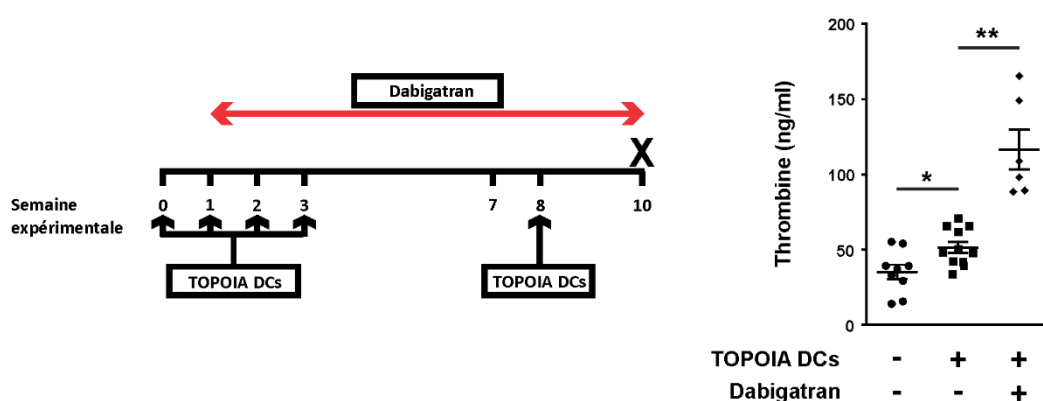 Dabigatran
X
Semaine expérimentale
0 1 2 3 7 8 10
TOPOIA DCs
TOPOIA DCs
Thrombine (ng/ml)
200
150
100
50
0
*
**
TOPOIA DCs - + +
Dabigatran - - +